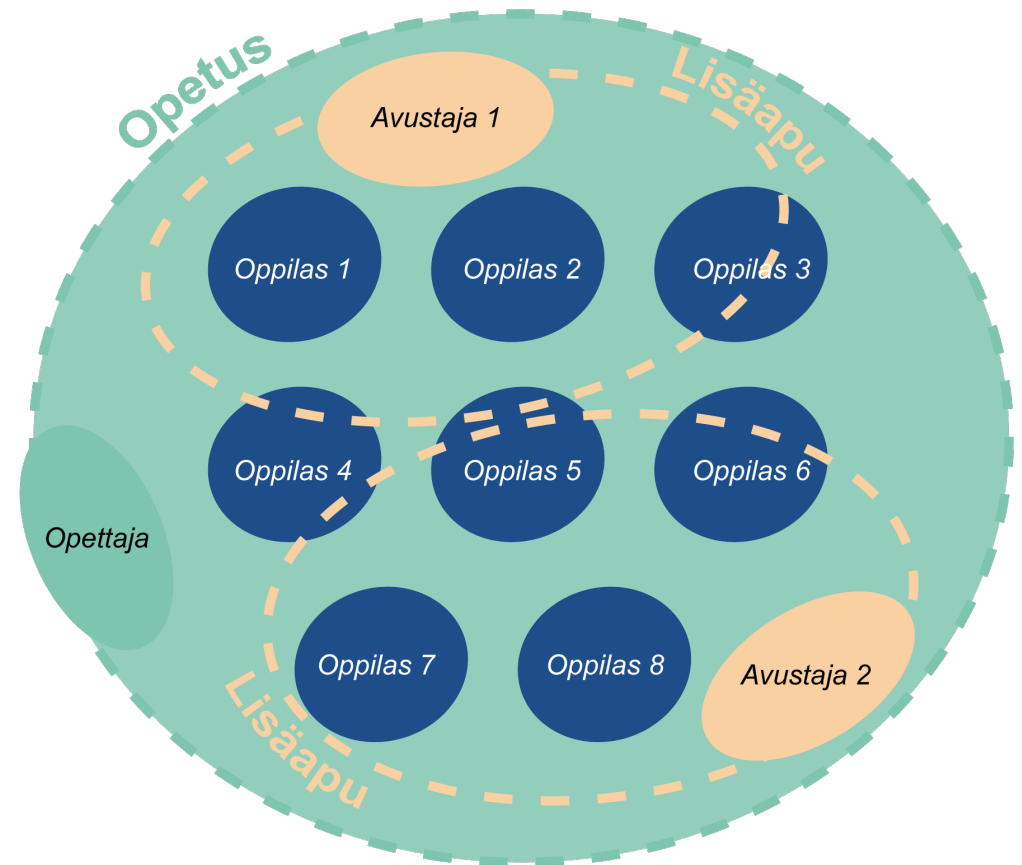 Opetus
Lisäapu
Avustaja 1
Oppilas 1
Oppilas 2
Oppilas 3
Oppilas 4
Oppilas 5
Oppilas 6
Opettaja
Oppilas 7
Oppilas 8
Avustaja 2
Lisäapu